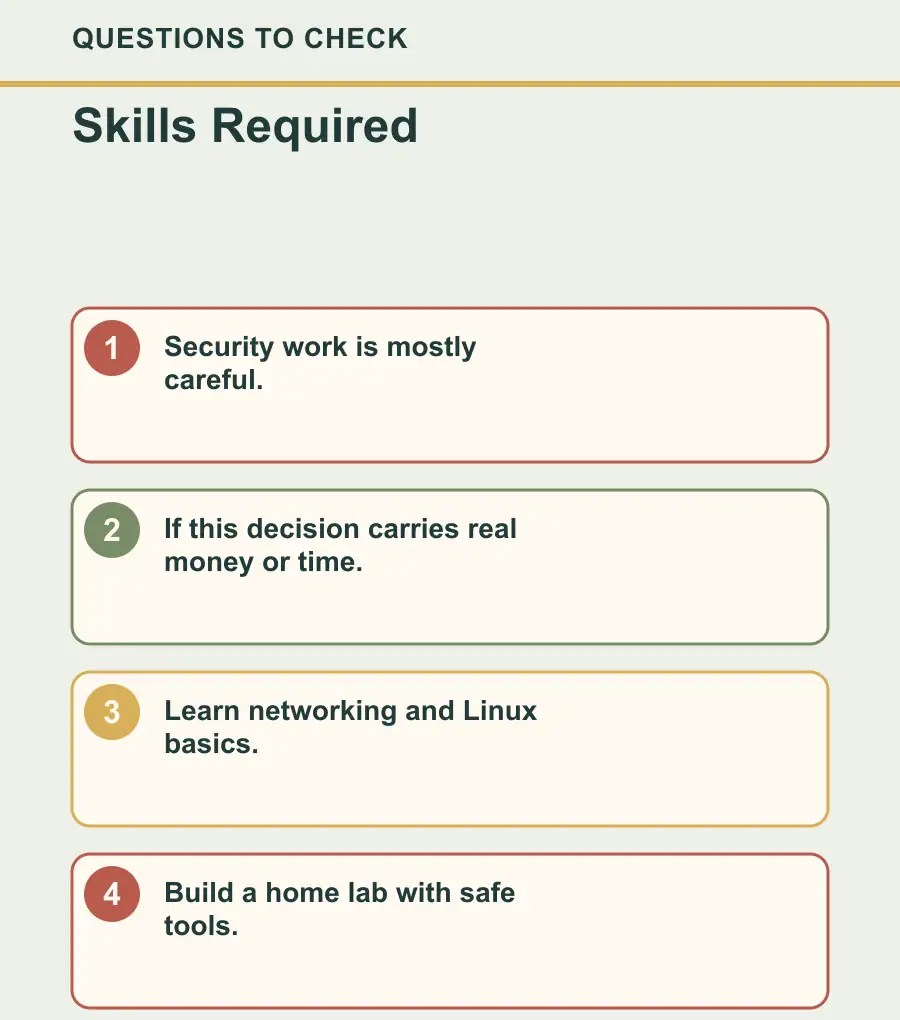 QUESTIONS TO CHECK
Skills Required
1
Security work is mostly
careful.
2
If this decision carries real
money or time.
3
Learn networking and Linux
basics.
4
Build a home lab with safe
tools.